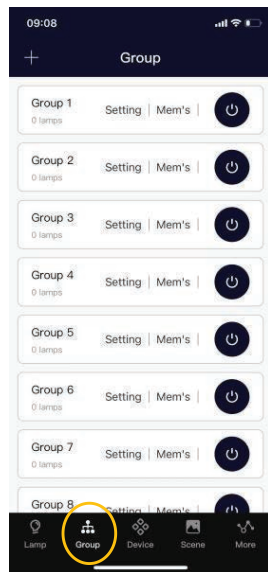 09:08
Group
Group 1
0 lamps
Setting | Mem's |
Group 2
0 lamps
Setting | Mem's |
Group 3
0 lamps
Setting | Mem's |
Group 4
0 lamps
Setting | Mem's |
Group 5
0 lamps
Setting | Mem's |
Group 6
0 lamps
Setting | Mem's |
Group 7
0 lamps
Setting | Mem's |
Group 8
Setting | Mem's |
Lamp Group Device Scene More